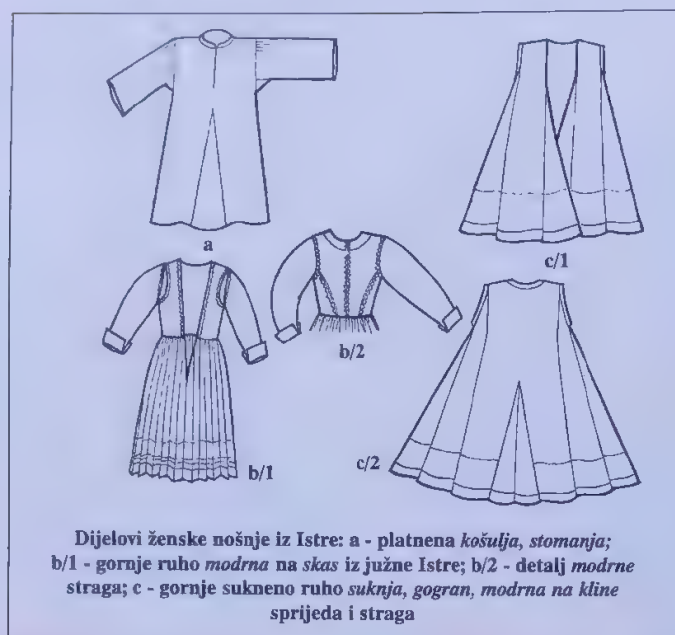 a
c/1
b/2
b/1
c/2
Dijelovi ženske nošnje iz Istre: a - platnena košulja, stomanja;
b/1 - gornje ruho modrna na skas iz južne Istre; b/2 - detalj modrne
straga; c - gornje sukneno ruho suknja, gogran, modrna na kline
sprijeda i straga